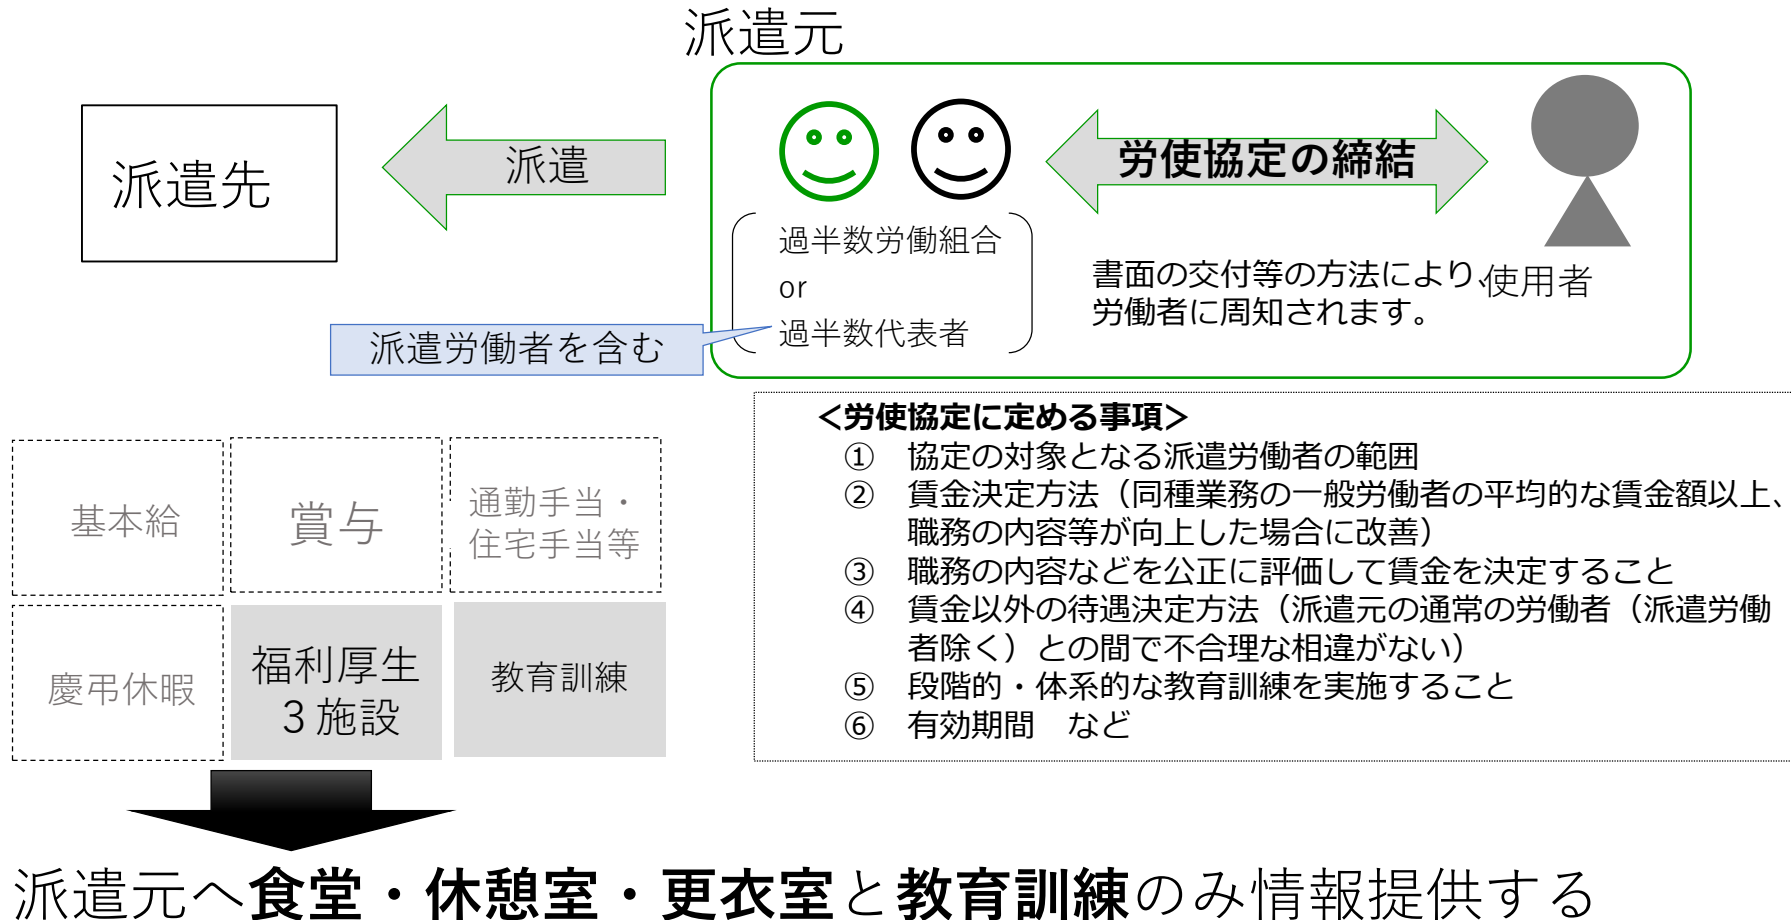 派遣元
派遣先
派遣
労使協定の締結
過半数労働組合
or
過半数代表者
書面の交付等の方法により、
労働者に周知されます。
使用者
派遣労働者を含む
＜労使協定に定める事項＞
①　協定の対象となる派遣労働者の範囲
②　賃金決定方法（同種業務の一般労働者の平均的な賃金額以上、
職務の内容等が向上した場合に改善）
③　職務の内容などを公正に評価して賃金を決定すること
④　賃金以外の待遇決定方法（派遣元の通常の労働者（派遣労働
者除く）との間で不合理な相違がない）
⑤　段階的・体系的な教育訓練を実施すること
⑥　有効期間　など
基本給
賞与
通勤手当・
住宅手当等
慶弔休暇
福利厚生
３施設
教育訓練
派遣元へ食堂・休憩室・更衣室と教育訓練のみ情報提供する